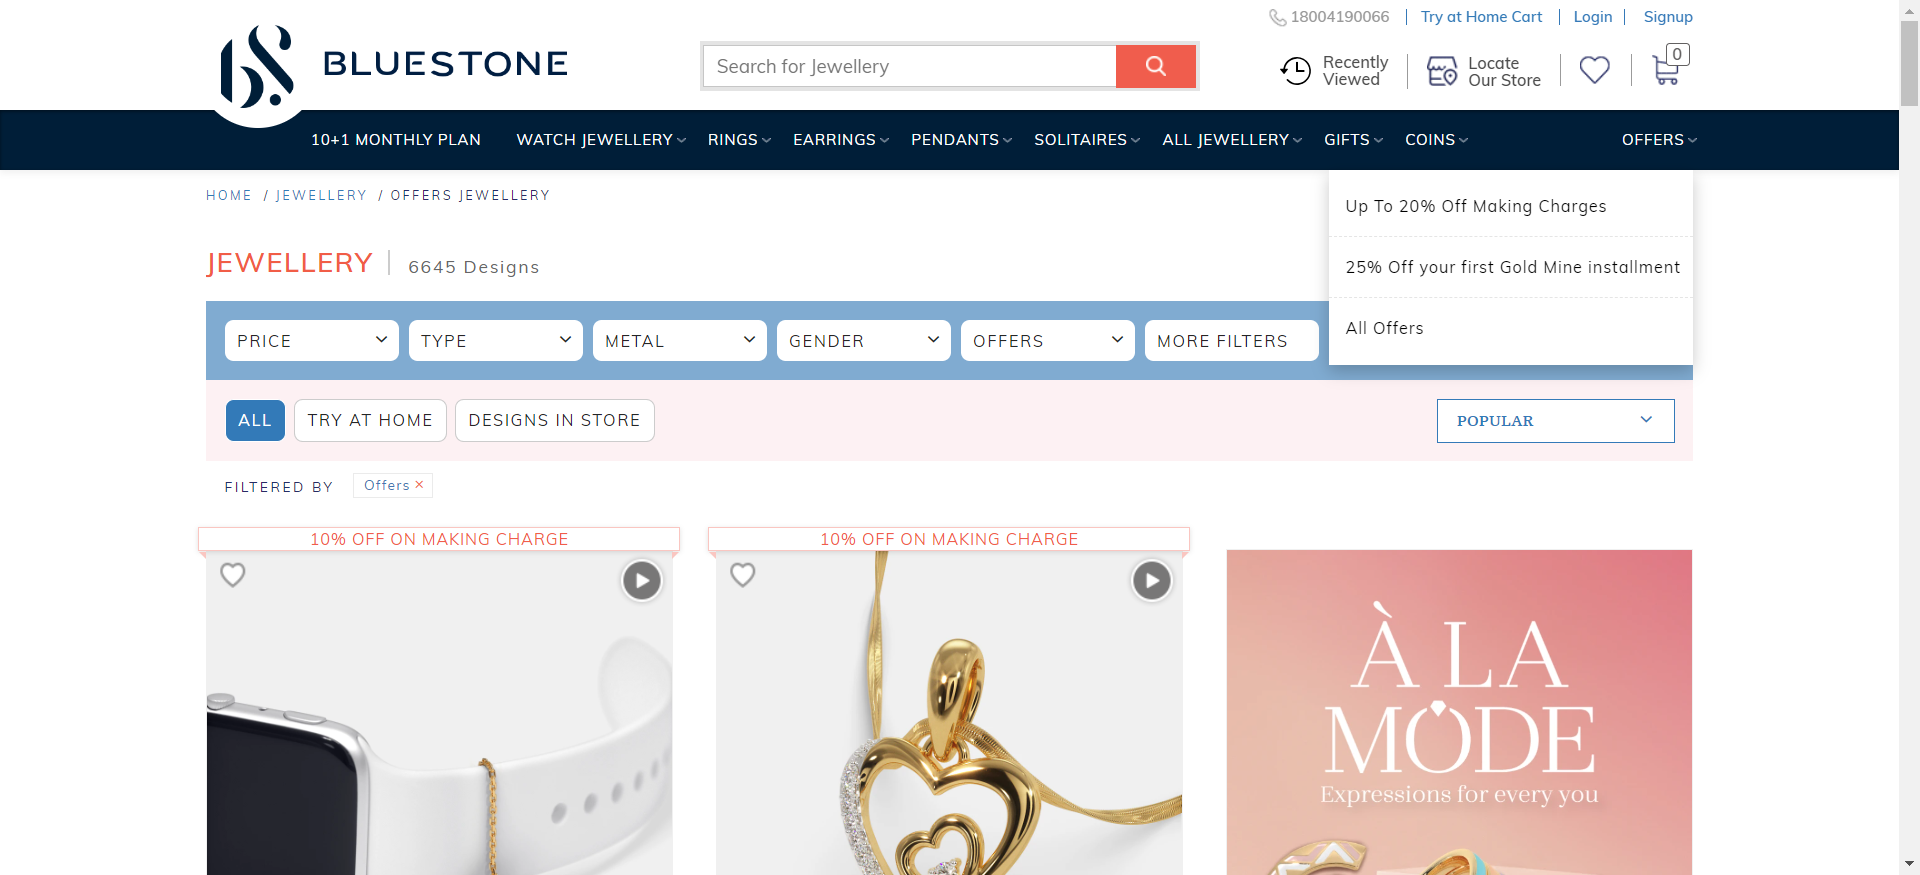 18004190066 Try at Home Cart Login Signup
BLUESTONE
Search for Jewellery
Recently Viewed
Locate Our Store
0
10+1 MONTHLY PLAN WATCH JEWELLERY RINGS EARRINGS PENDANTS SOLITAIRES ALL JEWELLERY GIFTS COINS OFFERS
HOME / JEWELLERY / OFFERS JEWELLERY
Up To 20% Off Making Charges
25% Off your first Gold Mine installment
All Offers
JEWELLERY 6645 Designs
PRICE TYPE METAL GENDER OFFERS MORE FILTERS
ALL TRY AT HOME DESIGNS IN STORE POPULAR
FILTERED BY Offers ×
10% OFF ON MAKING CHARGE 10% OFF ON MAKING CHARGE
À LA
MODE
Expressions for every you